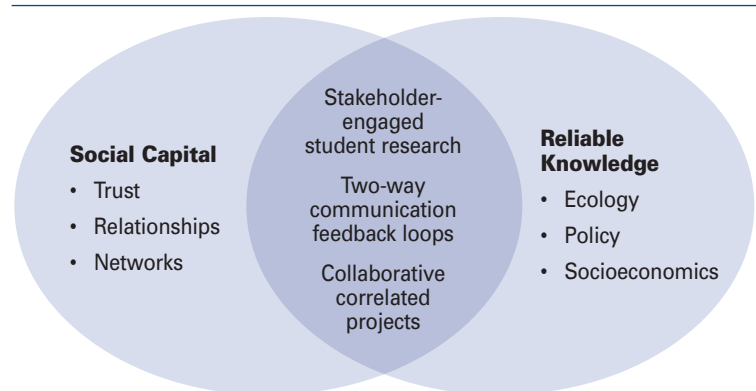 Social Capital
• Trust
• Relationships
• Networks
Stakeholder-
engaged
student research
Two-way
communication
feedback loops
Collaborative
correlated
projects
Reliable
Knowledge
• Ecology
• Policy
• Socioeconomics